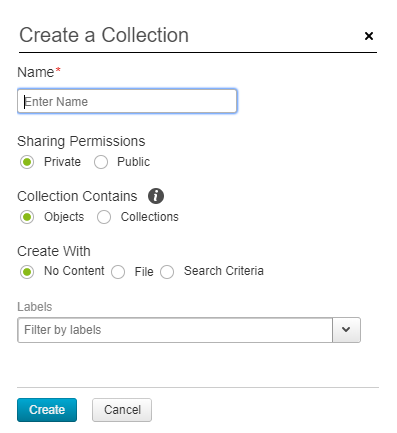 Create a Collection ×
Name*
Enter Name
Sharing Permissions
Private Public
Collection Contains i
Objects Collections
Create With
No Content File Search Criteria
Labels
Filter by labels
Create Cancel